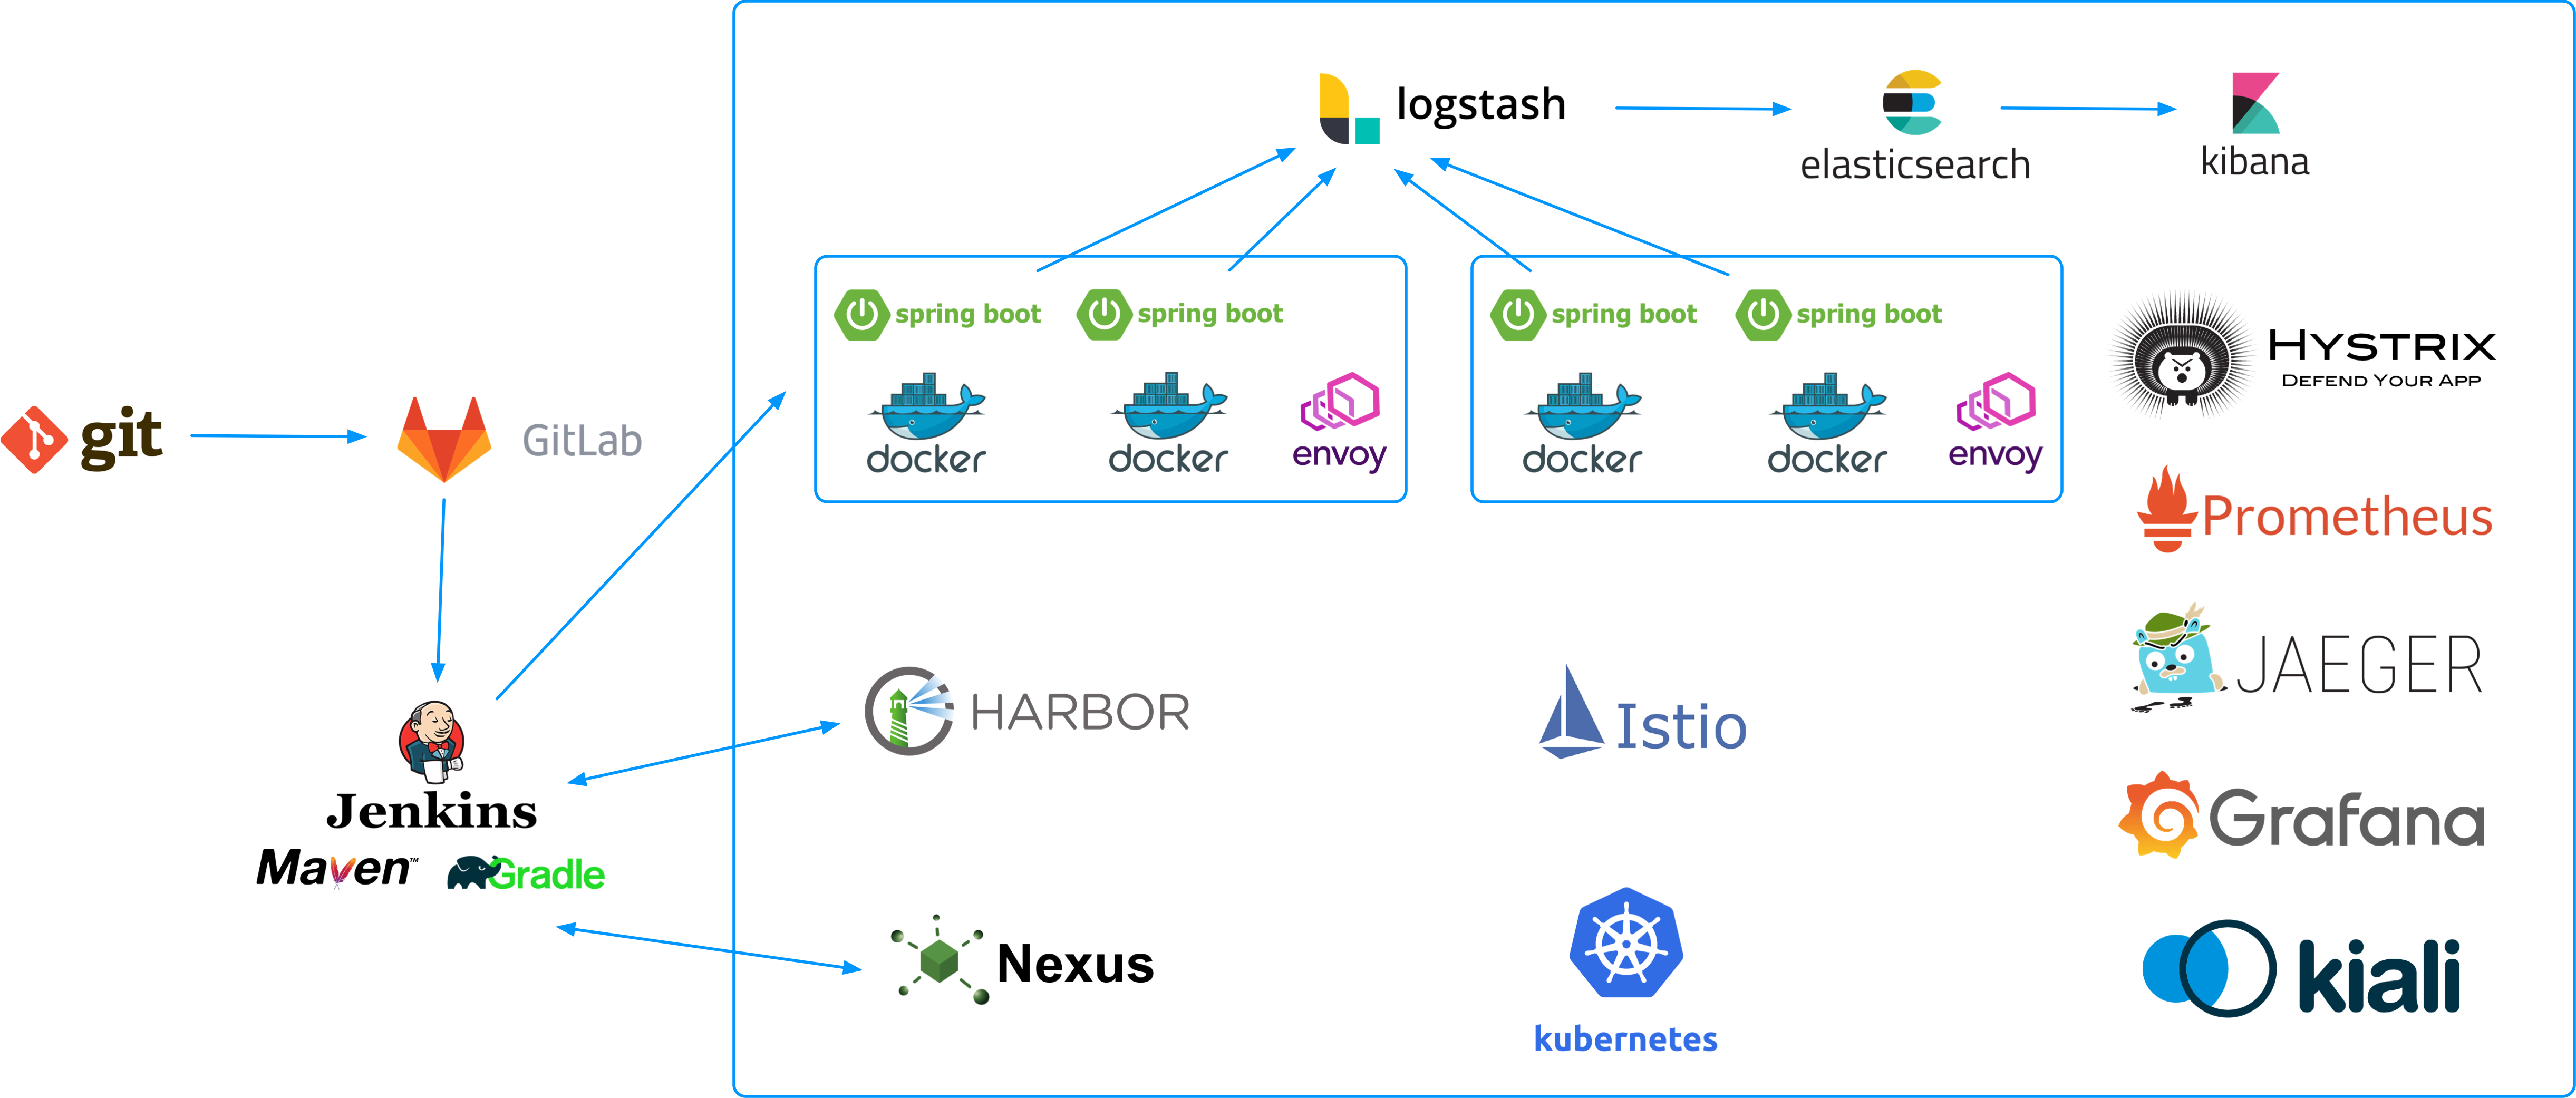 logstash
elasticsearch
kibana
spring boot
spring boot
spring boot
spring boot
docker
docker
envoy
docker
docker
envoy
HYSTRIX
DEFEND YOUR APP
git
GitLab
Prometheus
JAEGER
HARBOR
Istio
Jenkins
Maven™
Gradle
Grafana
Nexus
kubernetes
kiali